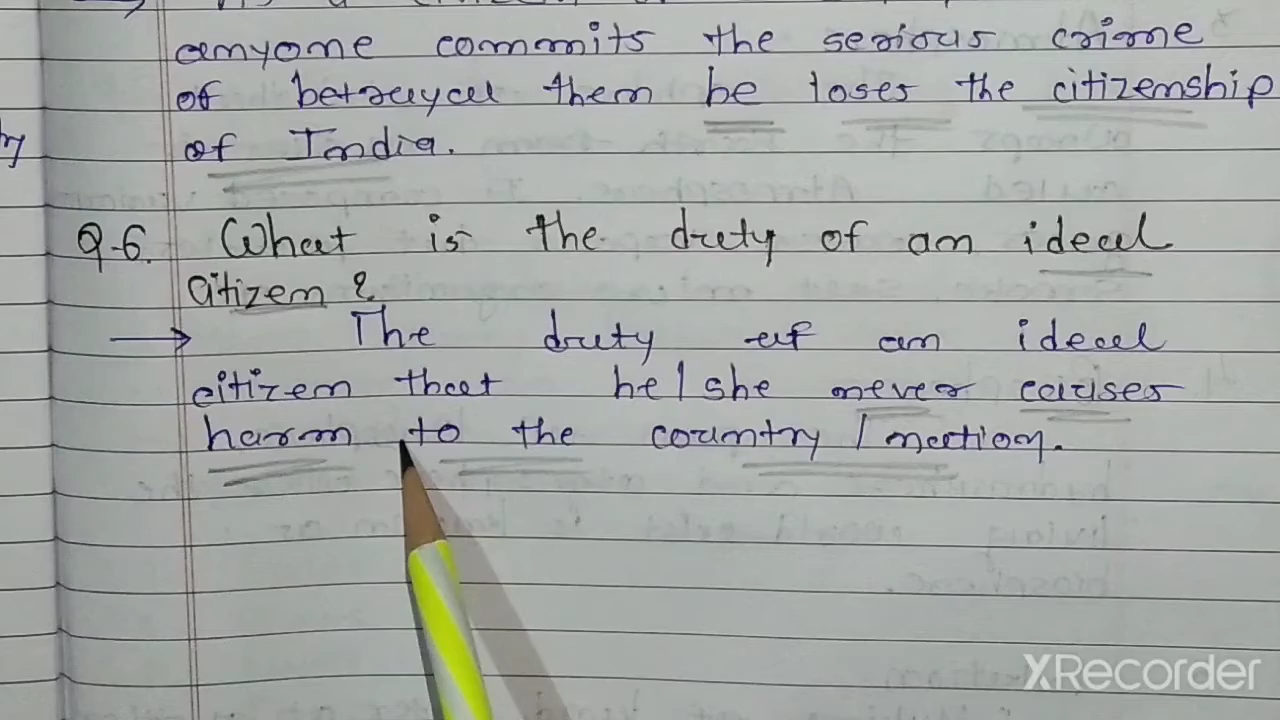 anyone commits the serious crime
of betrayal them he loses the citizenship
of India.
Q-6. What is the duty of an ideal
citizen ?
→ The duty of an ideal
citizen that he/she never causes
harm to the country / nation.
XRecorder